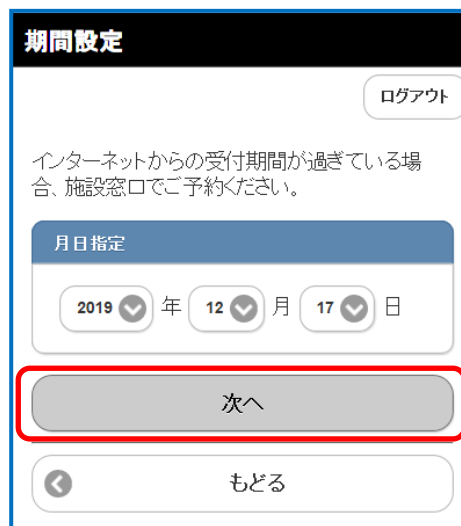 期間設定
ログアウト
インターネットからの受付期間が過ぎている場
合、施設窓口でご予約ください。
月日指定
2019 年 12 月 17 日
次へ
もどる